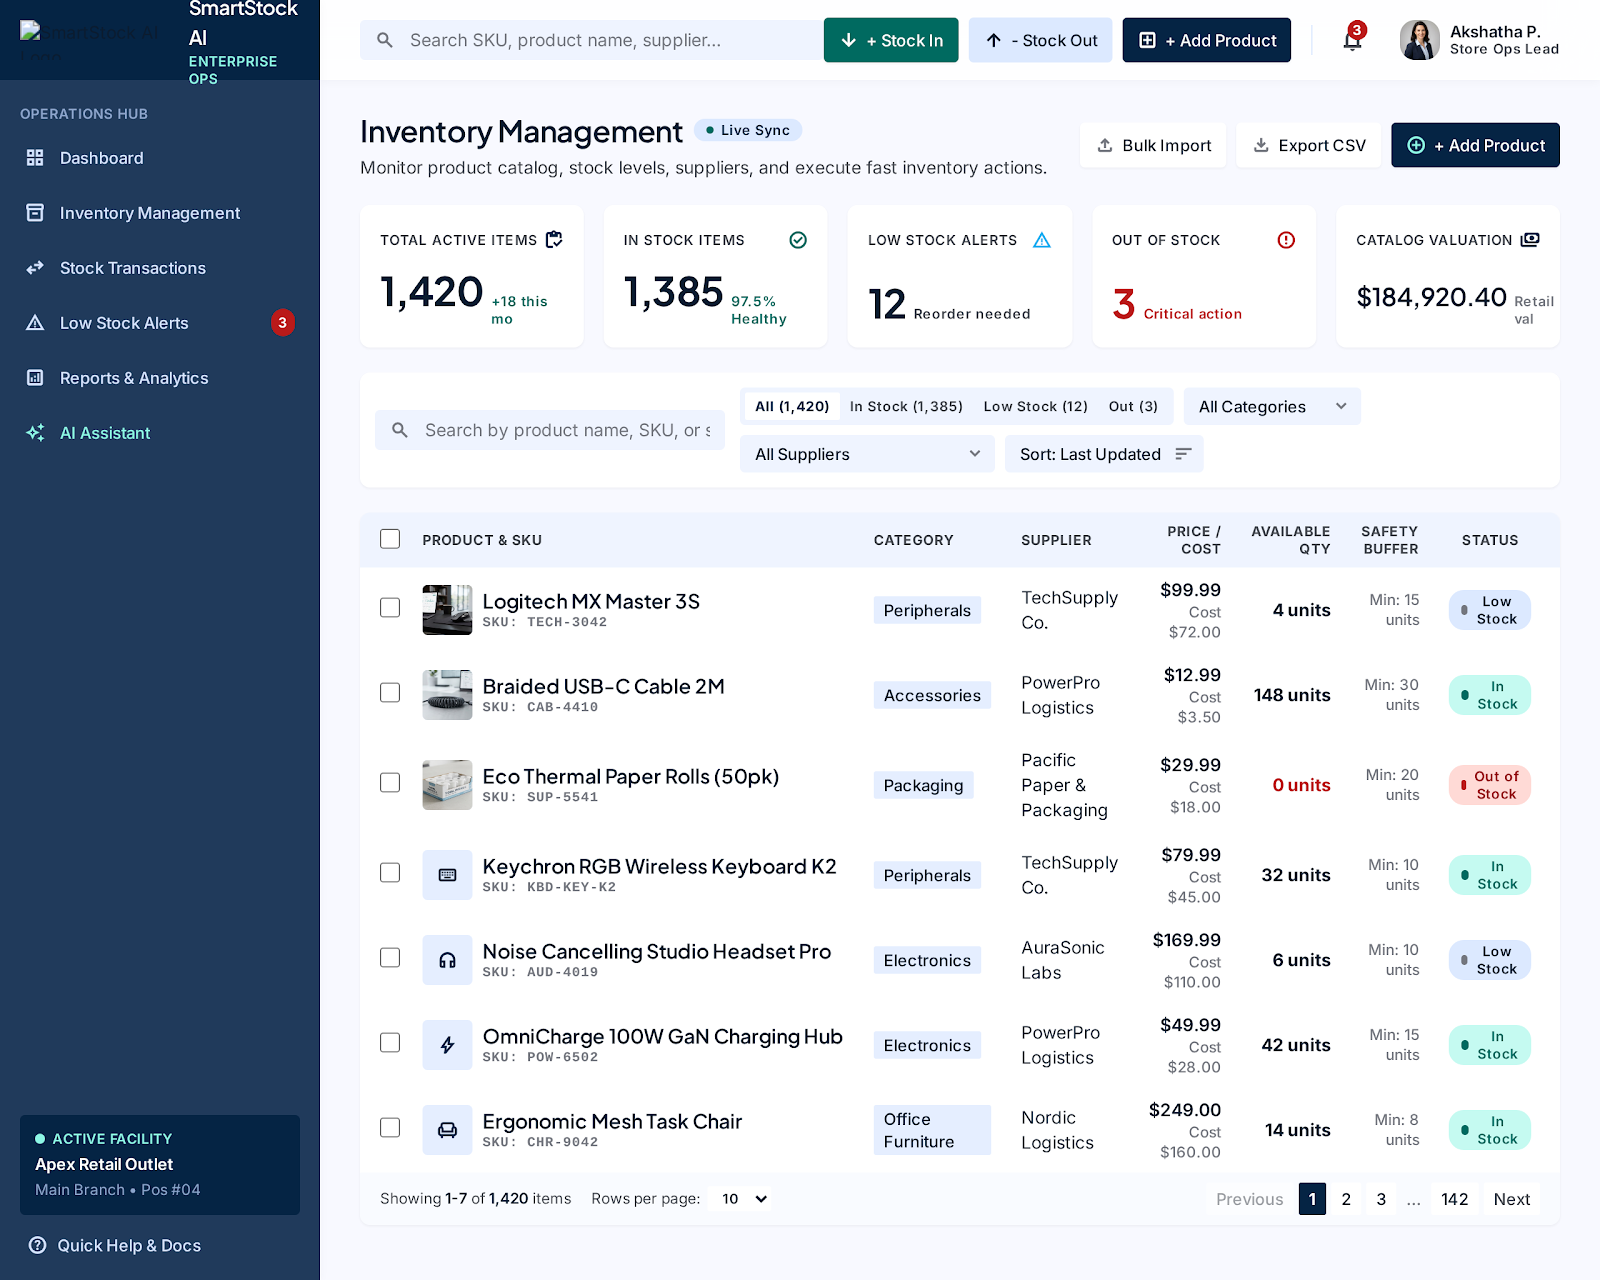 SmartStock AI
SmartStock
AI
ENTERPRISE
OPS
Search SKU, product name, supplier...
+ Stock In
- Stock Out
+ Add Product
3
Akshatha P.
Store Ops Lead
OPERATIONS HUB
Dashboard
Inventory Management
Stock Transactions
Low Stock Alerts
3
Reports & Analytics
AI Assistant
ACTIVE FACILITY
Apex Retail Outlet
Main Branch • Pos #04
Quick Help & Docs
Inventory Management
Live Sync
Monitor product catalog, stock levels, suppliers, and execute fast inventory actions.
Bulk Import
Export CSV
+ Add Product
TOTAL ACTIVE ITEMS
1,420
+18 this
mo
IN STOCK ITEMS
1,385
97.5%
Healthy
LOW STOCK ALERTS
12
Reorder needed
OUT OF STOCK
3
Critical action
CATALOG VALUATION
$184,920.40
Retail
val
Search by product name, SKU, or s
All (1,420)
In Stock (1,385)
Low Stock (12)
Out (3)
All Categories
All Suppliers
Sort: Last Updated
PRODUCT & SKU
CATEGORY
SUPPLIER
PRICE /
COST
AVAILABLE
QTY
SAFETY
BUFFER
STATUS
Logitech MX Master 3S
SKU: TECH-3042
Peripherals
TechSupply
Co.
$99.99
Cost
$72.00
4 units
Min: 15
units
Low
Stock
Braided USB-C Cable 2M
SKU: CAB-4410
Accessories
PowerPro
Logistics
$12.99
Cost
$3.50
148 units
Min: 30
units
In
Stock
Eco Thermal Paper Rolls (50pk)
SKU: SUP-5541
Packaging
Pacific
Paper &
Packaging
$29.99
Cost
$18.00
0 units
Min: 20
units
Out of
Stock
Keychron RGB Wireless Keyboard K2
SKU: KBD-KEY-K2
Peripherals
TechSupply
Co.
$79.99
Cost
$45.00
32 units
Min: 10
units
In
Stock
Noise Cancelling Studio Headset Pro
SKU: AUD-4019
Electronics
AuraSonic
Labs
$169.99
Cost
$110.00
6 units
Min: 10
units
Low
Stock
OmniCharge 100W GaN Charging Hub
SKU: POW-6502
Electronics
PowerPro
Logistics
$49.99
Cost
$28.00
42 units
Min: 15
units
In
Stock
Ergonomic Mesh Task Chair
SKU: CHR-9042
Office
Furniture
Nordic
Logistics
$249.00
Cost
$160.00
14 units
Min: 8
units
In
Stock
Showing 1-7 of 1,420 items
Rows per page:
10
Previous
1
2
3
...
142
Next